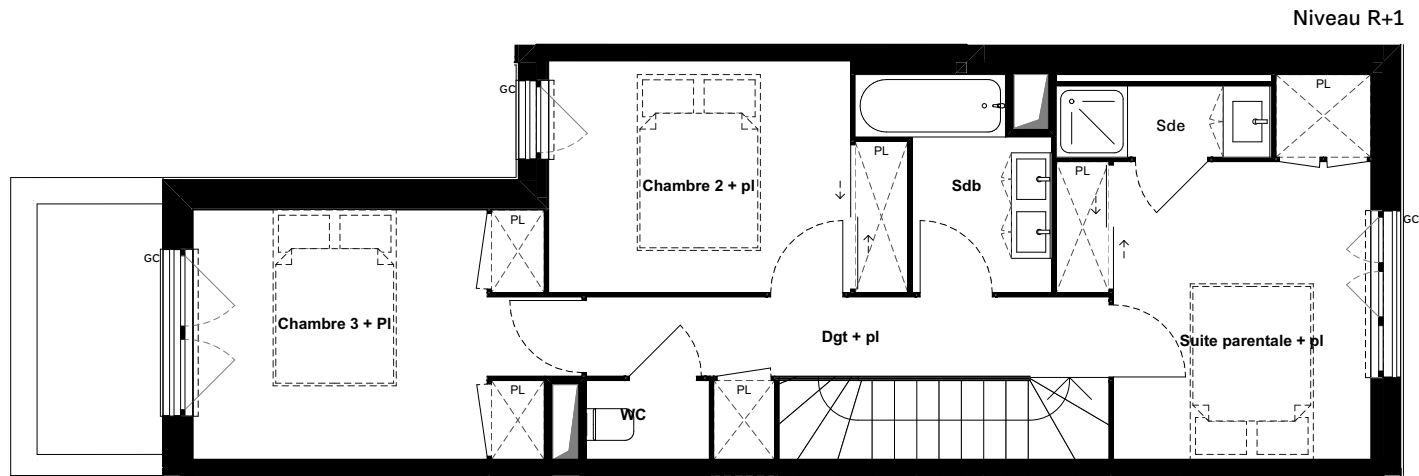 Niveau R+1
GC
PL
Sde
PL
Chambre 2 + pl
Sdb
PL
PL
GC
GC
PL
Chambre 3 + Pl
Dgt + pl
Suite parentale + pl
PL
WC
PL